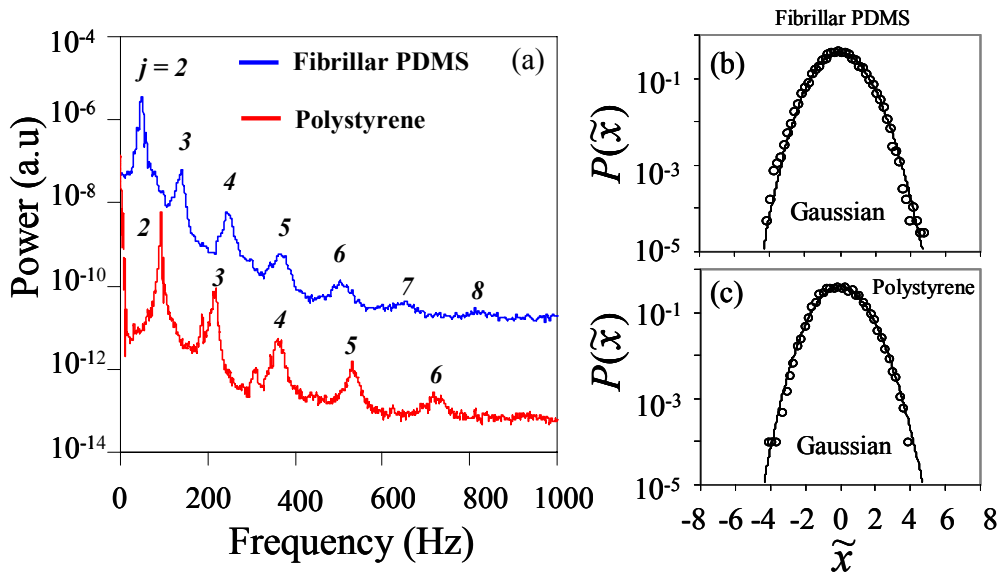 (a)
Power (a.u)
10-4
10-6
10-8
10-10
10-12
10-14
j = 2
3
4
5
6
7
8
Fibrillar PDMS
Polystyrene
2
3
4
5
6
0 200 400 600 800 1000
Frequency (Hz)
Fibrillar PDMS
(b)
P(x̃)
10-1
10-3
10-5
Gaussian
(c)
Polystyrene
P(x̃)
10-1
10-3
10-5
Gaussian
-8 -6 -4 -2 0 2 4 6 8
x̃